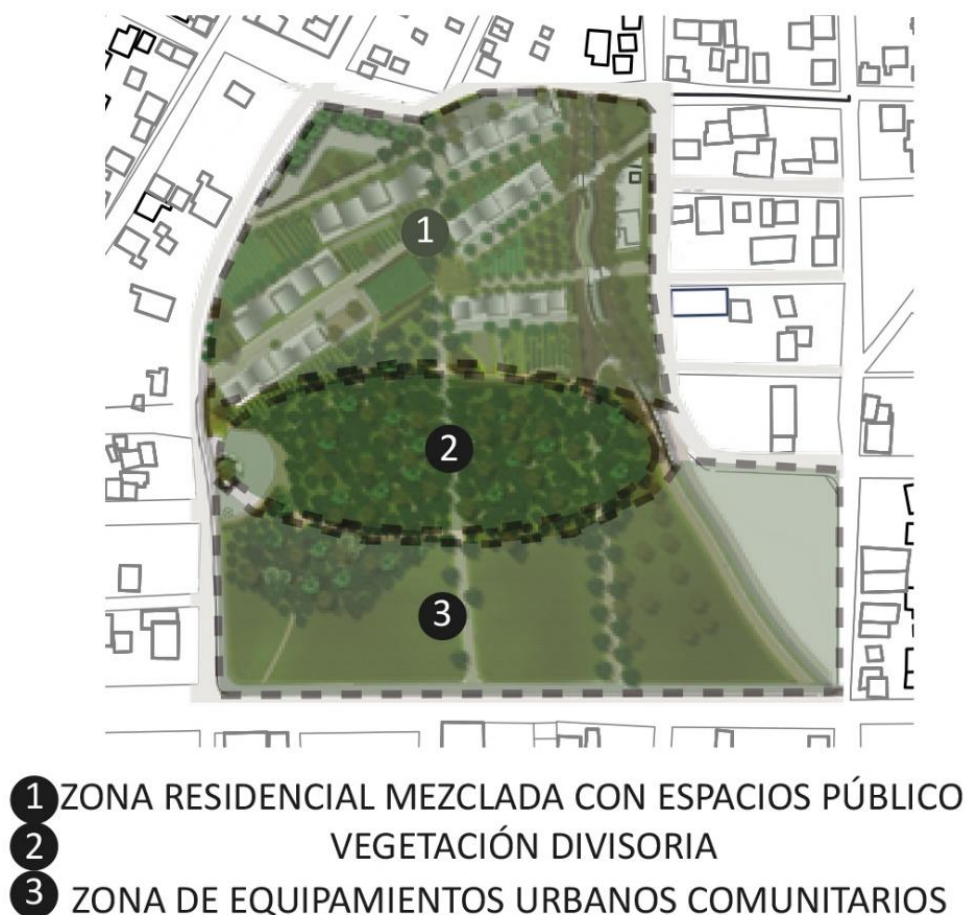 1
2
3
1 ZONA RESIDENCIAL MEZCLADA CON ESPACIOS PÚBLICO
2 VEGETACIÓN DIVISORIA
3 ZONA DE EQUIPAMIENTOS URBANOS COMUNITARIOS